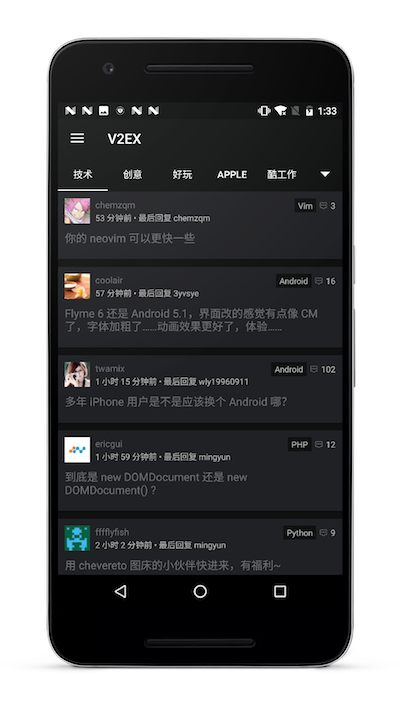 1:33
V2EX
技术 创意 好玩 APPLE 酷工作
chemzqm Vim 3
53 分钟前 • 最后回复 chemzqm
你的 neovim 可以更快一些
coolair Android 16
57 分钟前 • 最后回复 3yvsye
Flyme 6 还是 Android 5.1，界面改的感觉有点像 CM
了，字体加粗了……动画效果更好了，体验……
twamix Android 102
1 小时 15 分钟前 • 最后回复 wly19960911
多年 iPhone 用户是不是应该换个 Android 哪?
ericgui PHP 12
1 小时 59 分钟前 • 最后回复 mingyun
到底是 new DOMDocument 还是 new
DOMDocument() ?
fffflyfish Python 9
2 小时 2 分钟前 • 最后回复 mingyun
用 chevereto 图床的小伙伴快进来，有福利~